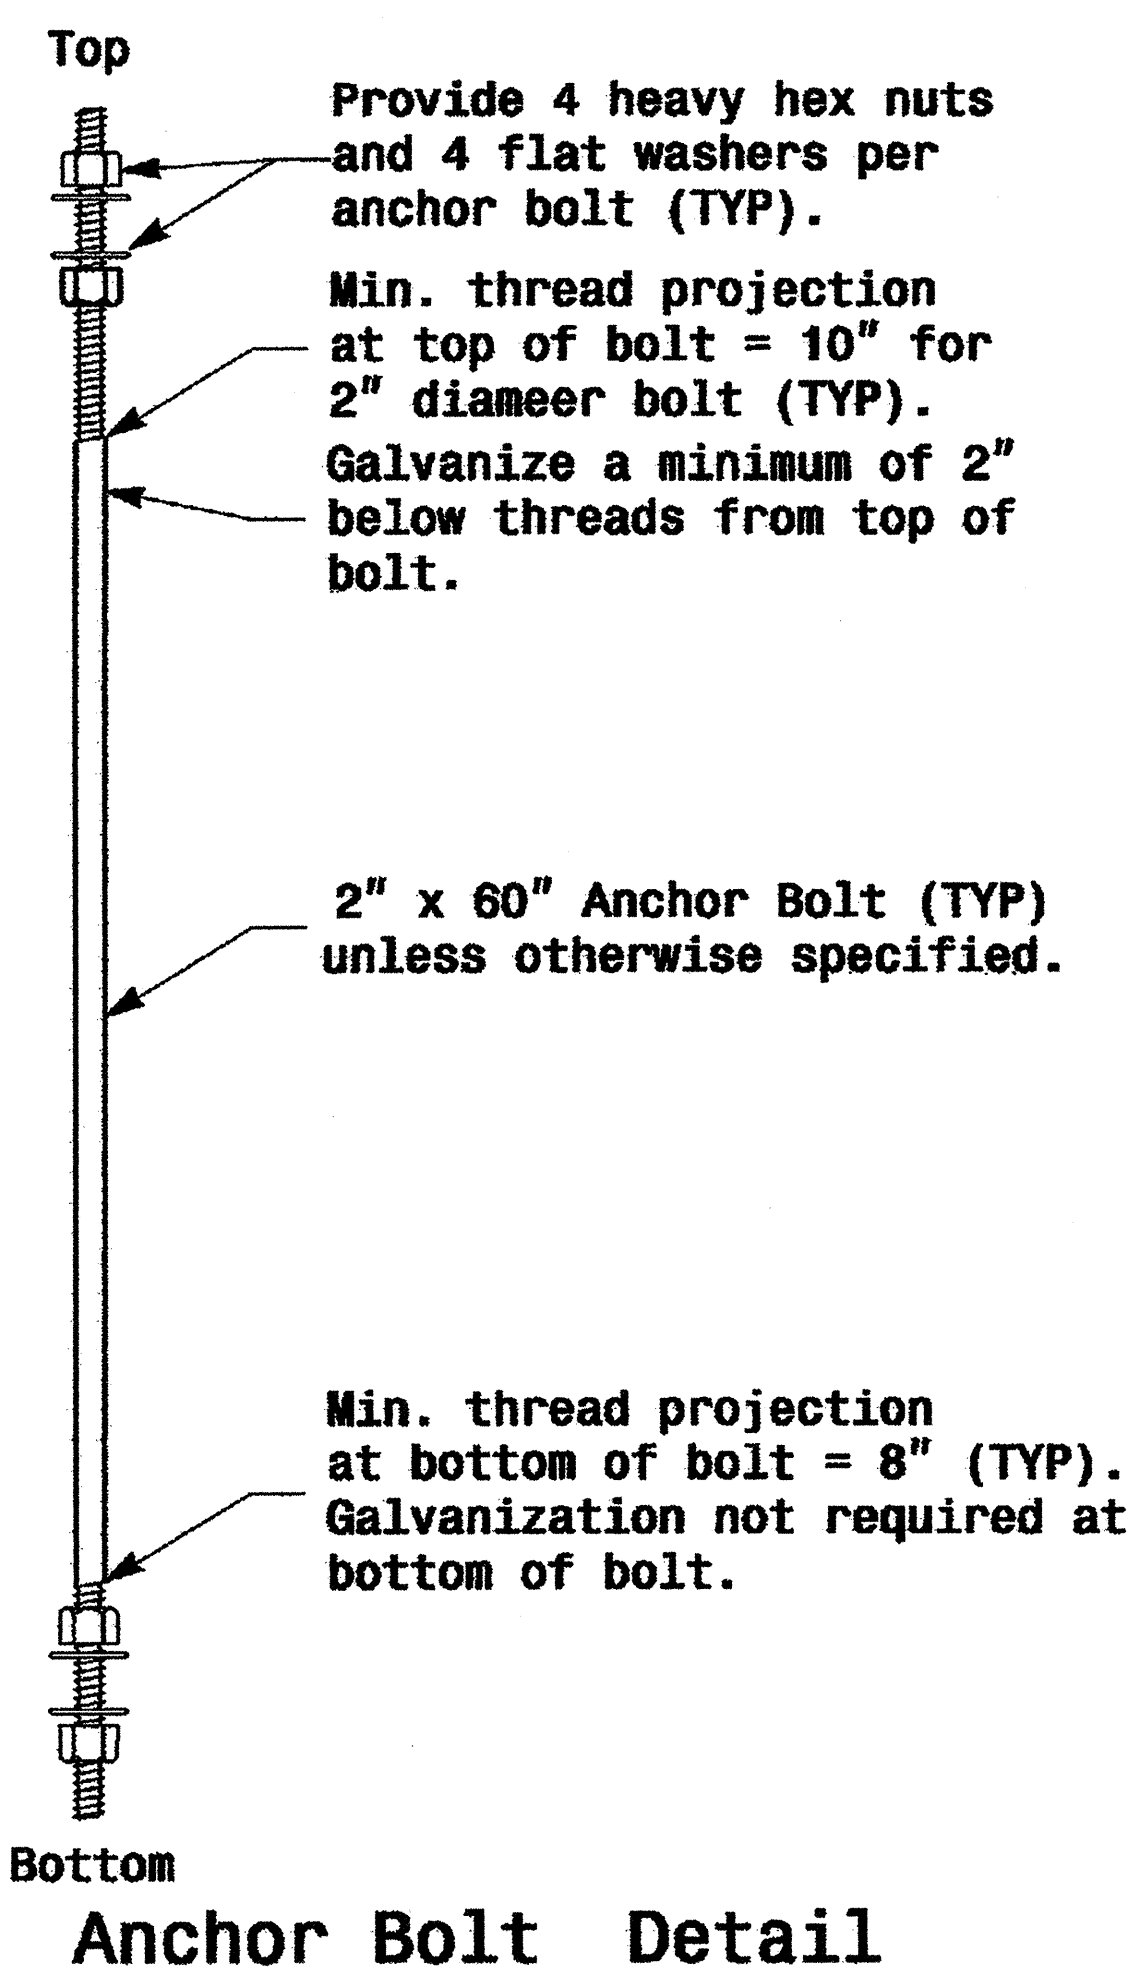 Top
Provide 4 heavy hex nuts
and 4 flat washers per
anchor bolt (TYP).
Min. thread projection
at top of bolt = 10" for
2" diameer bolt (TYP).
Galvanize a minimum of 2"
below threads from top of
bolt.
2" x 60" Anchor Bolt (TYP)
unless otherwise specified.
Min. thread projection
at bottom of bolt = 8" (TYP).
Galvanization not required at
bottom of bolt.
Bottom
Anchor Bolt Detail